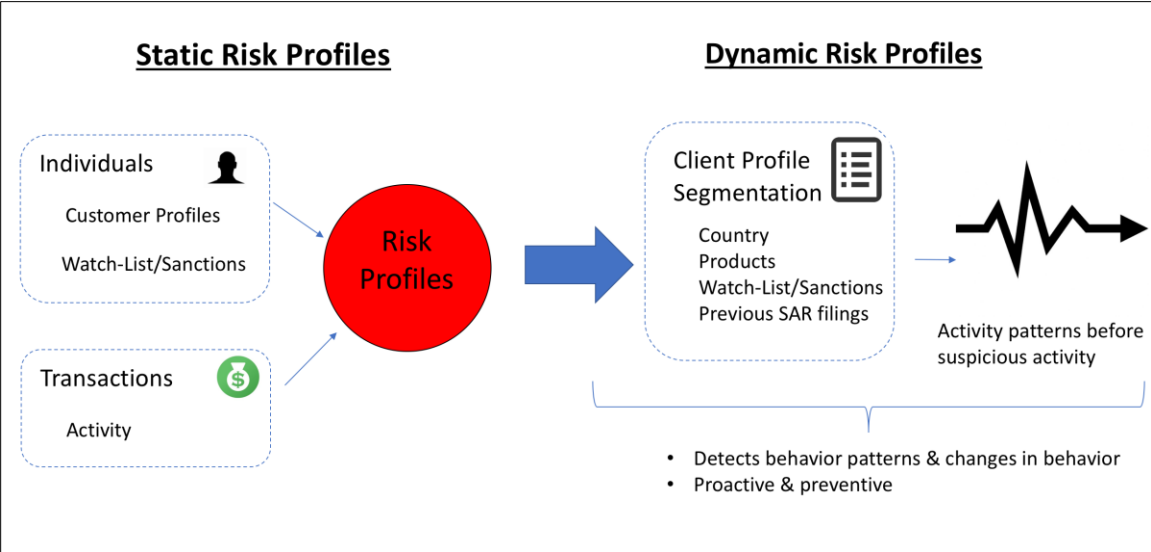 Static Risk Profiles
Individuals
Customer Profiles
Watch-List/Sanctions
Transactions
$
Activity
Risk
Profiles
Dynamic Risk Profiles
Client Profile
Segmentation
Country
Products
Watch-List/Sanctions
Previous SAR filings
Activity patterns before
suspicious activity
• Detects behavior patterns & changes in behavior
• Proactive & preventive